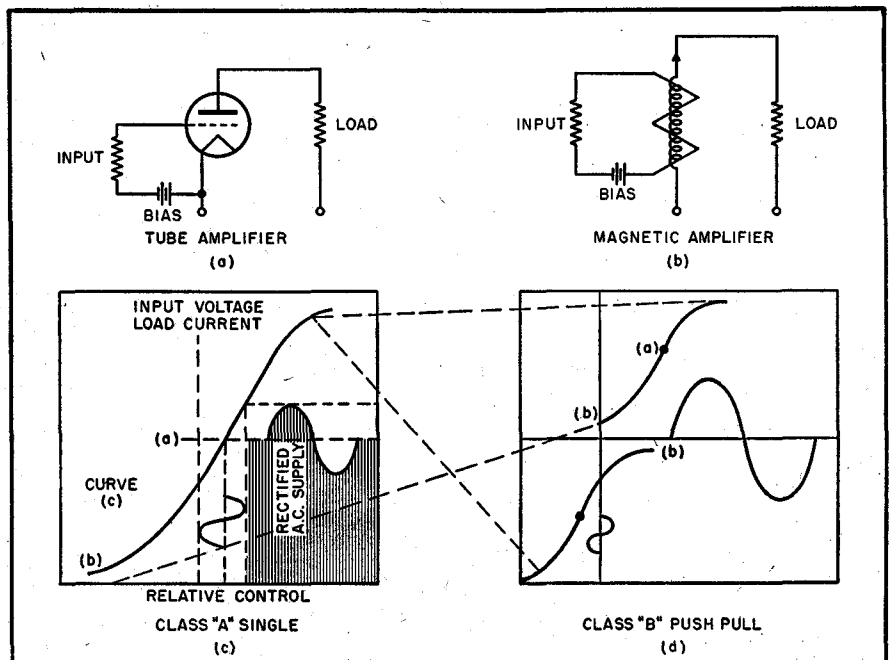 INPUT
BIAS
LOAD
TUBE AMPLIFIER
(a)
INPUT
BIAS
LOAD
MAGNETIC AMPLIFIER
(b)
INPUT VOLTAGE
LOAD CURRENT
(a)
CURVE
(c)
(b)
RECTIFIED
A.C. SUPPLY
RELATIVE CONTROL
CLASS "A" SINGLE
(c)
(a)
(b)
(b)
CLASS "B" PUSH PULL
(d)